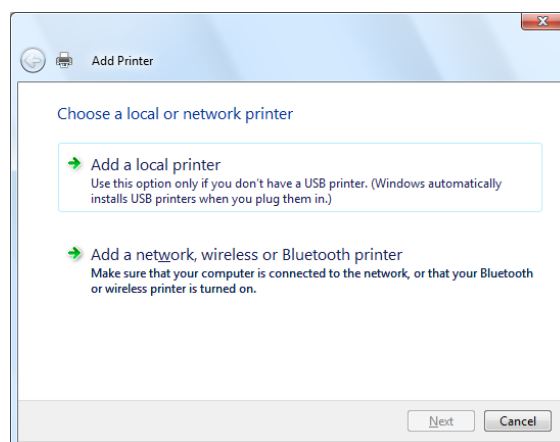 Add Printer
Choose a local or network printer
Add a local printer
Use this option only if you don't have a USB printer. (Windows automatically
installs USB printers when you plug them in.)
Add a network, wireless or Bluetooth printer
Make sure that your computer is connected to the network, or that your Bluetooth
or wireless printer is turned on.
Next
Cancel